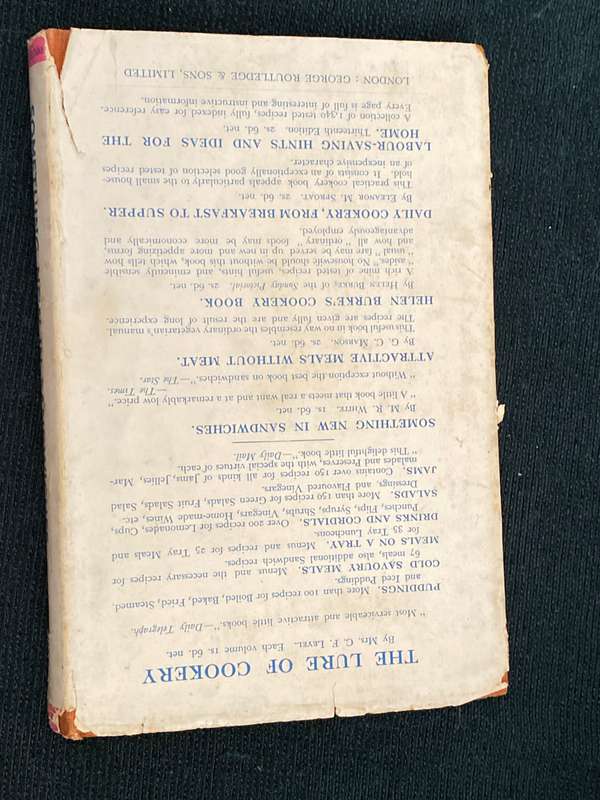 THE LURE OF COOKERY
By Mrs. C. F. Leyel. Each volume 1s. 6d. net.
"Most serviceable and attractive little books."—Daily Telegraph.
PUDDINGS. More than 100 recipes for Boiled, Baked, Fried, Steamed,
and Iced Puddings.
COLD SAVOURY MEALS. Menus and the necessary recipes for
67 meals, also additional Sandwich recipes.
MEALS ON A TRAY. Menus and recipes for 25 Tray Meals and
for 35 Tray Luncheons.
DRINKS AND CORDIALS. Over 200 recipes for Lemonades, Cups,
Punches, Flips, Syrups, Shrubs, Vinegars, Home-made Wines, etc.
SALADS. More than 150 recipes for Green Salads, Fruit Salads, Salad
Dressings, and Flavoured Vinegars.
JAMS. Contains over 150 recipes for all kinds of Jams, Jellies, Mar-
malades and Preserves, with the special virtues of each.
"This delightful little book."—Daily Mail.
SOMETHING NEW IN SANDWICHES.
By M. R. White. 1s. 6d. net.
"A little book that meets a real want and at a remarkably low price."
—The Times.
"Without exception the best book on sandwiches."—The Star.
ATTRACTIVE MEALS WITHOUT MEAT.
By G. C. Marson. 2s. 6d. net.
This useful book in no way resembles the ordinary vegetarian's manual.
The recipes are given fully and are the result of long experience.
HELEN BURKE'S COOKERY BOOK.
By Helen Burke of the Sunday Pictorial. 2s. 6d. net.
A rich mine of tested recipes, useful hints, and eminently sensible
"asides." No housewife should be without this book, which tells how
"usual" fare may be served up in new and more appetizing forms,
and how all "ordinary" foods may be more economically and
advantageously employed.
DAILY COOKERY, FROM BREAKFAST TO SUPPER.
By Eleanor M. Sproat. 2s. 6d. net.
This practical cookery book appeals particularly to the small house-
hold. It consists of an exceptionally good selection of tested recipes
of an inexpensive character.
LABOUR-SAVING HINTS AND IDEAS FOR THE
HOME. Thirteenth Edition. 2s. 6d. net.
A collection of 1,340 tested recipes, fully indexed for easy reference.
Every page is full of interesting and instructive information.
LONDON : GEORGE ROUTLEDGE & SONS, LIMITED